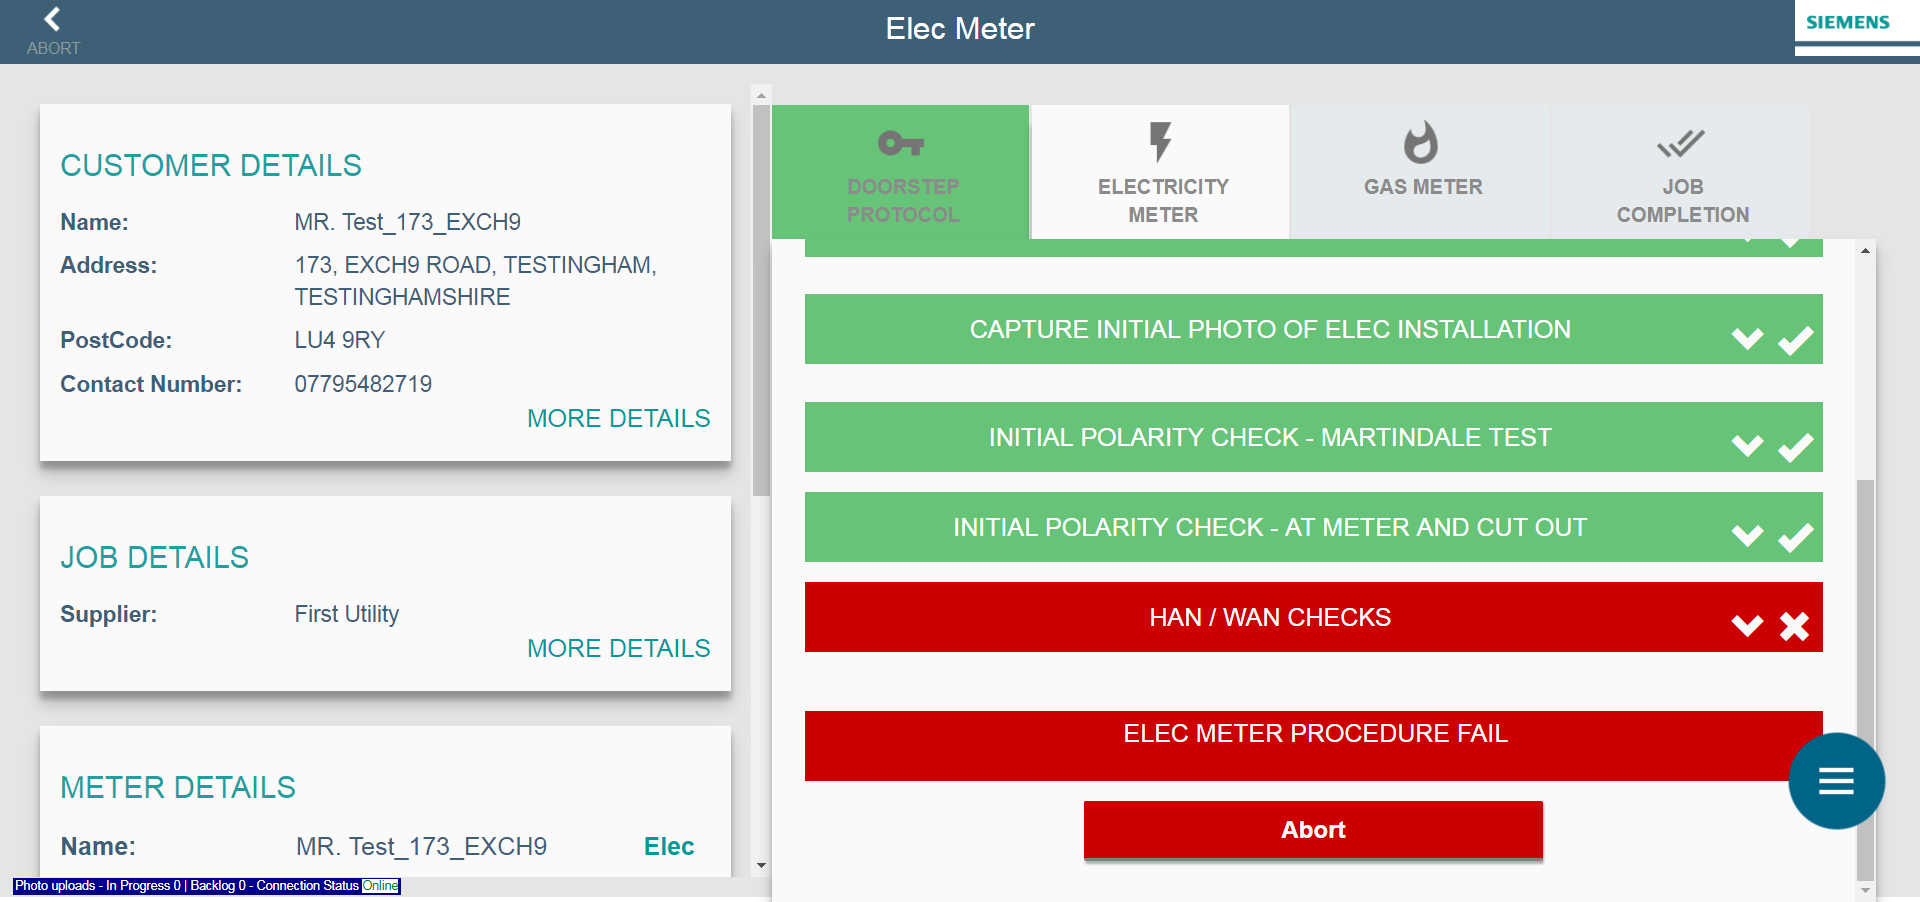 ABORT
Elec Meter
SIEMENS
CUSTOMER DETAILS
Name: MR. Test_173_EXCH9
Address: 173, EXCH9 ROAD, TESTINGHAM,
TESTINGHAMSHIRE
PostCode: LU4 9RY
Contact Number: 07795482719
MORE DETAILS
JOB DETAILS
Supplier: First Utility
MORE DETAILS
METER DETAILS
Name: MR. Test_173_EXCH9 Elec
Photo uploads - In Progress 0 | Backlog 0 - Connection Status Online
DOORSTEP
PROTOCOL
ELECTRICITY
METER
GAS METER
JOB
COMPLETION
CAPTURE INITIAL PHOTO OF ELEC INSTALLATION
INITIAL POLARITY CHECK - MARTINDALE TEST
INITIAL POLARITY CHECK - AT METER AND CUT OUT
HAN / WAN CHECKS
ELEC METER PROCEDURE FAIL
Abort